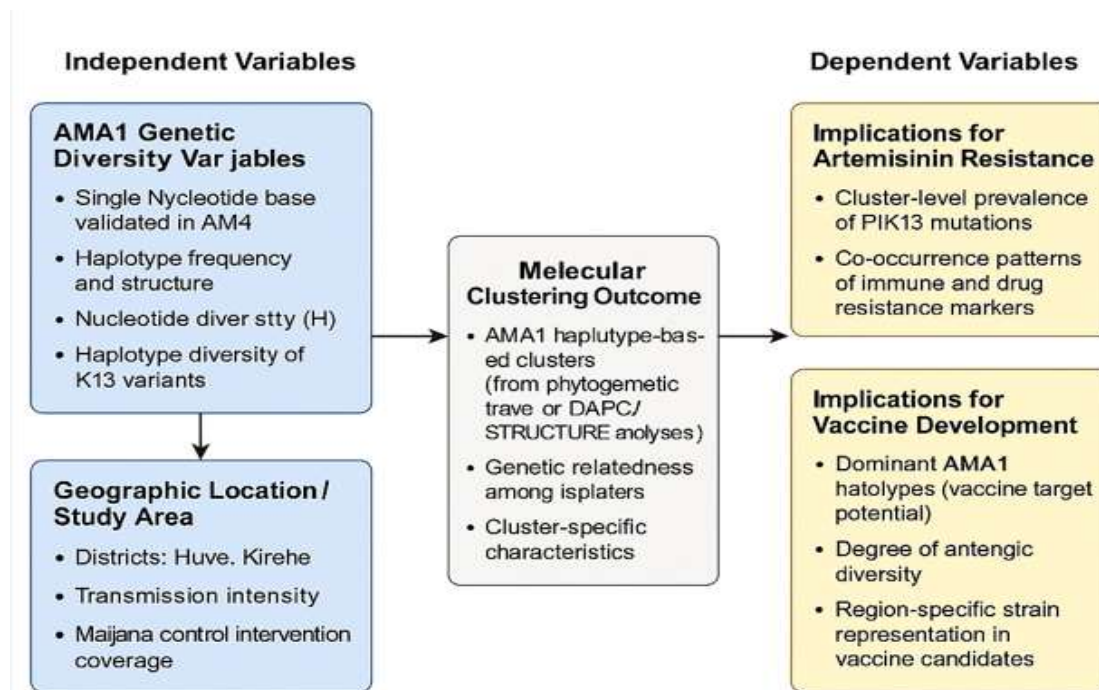 Independent Variables
AMA1 Genetic
Diversity Var jables
• Single Nycleotide base
validated in AM4
• Haplotype frequency
and structure
• Nucleotide diver stty (H)
• Haplotype diversity of
K13 variants
Geographic Location /
Study Area
• Districts: Huve. Kirehe
• Transmission intensity
• Maijana control intervention
coverage
Melecular
Clustering Outcome
• AMA1 haplutype-bas-
ed clusters
(from phytogemetic
trave or DAPC/
STRUCTURE anolyses)
• Genetic relatedness
among isplaters
• Cluster-specific
characteristics
Dependent Variables
Implications for
Artemisinin Resistance
• Cluster-level prevalence
of PIK13 mutations
• Co-occurrence patterns
of immune and drug
resistance markers
Implications for
Vaccine Development
• Dominant AMA1
hatolypes (vaccine target
potential)
• Degree of antengic
diversity
• Region-specific strain
representation in
vaccine candidates